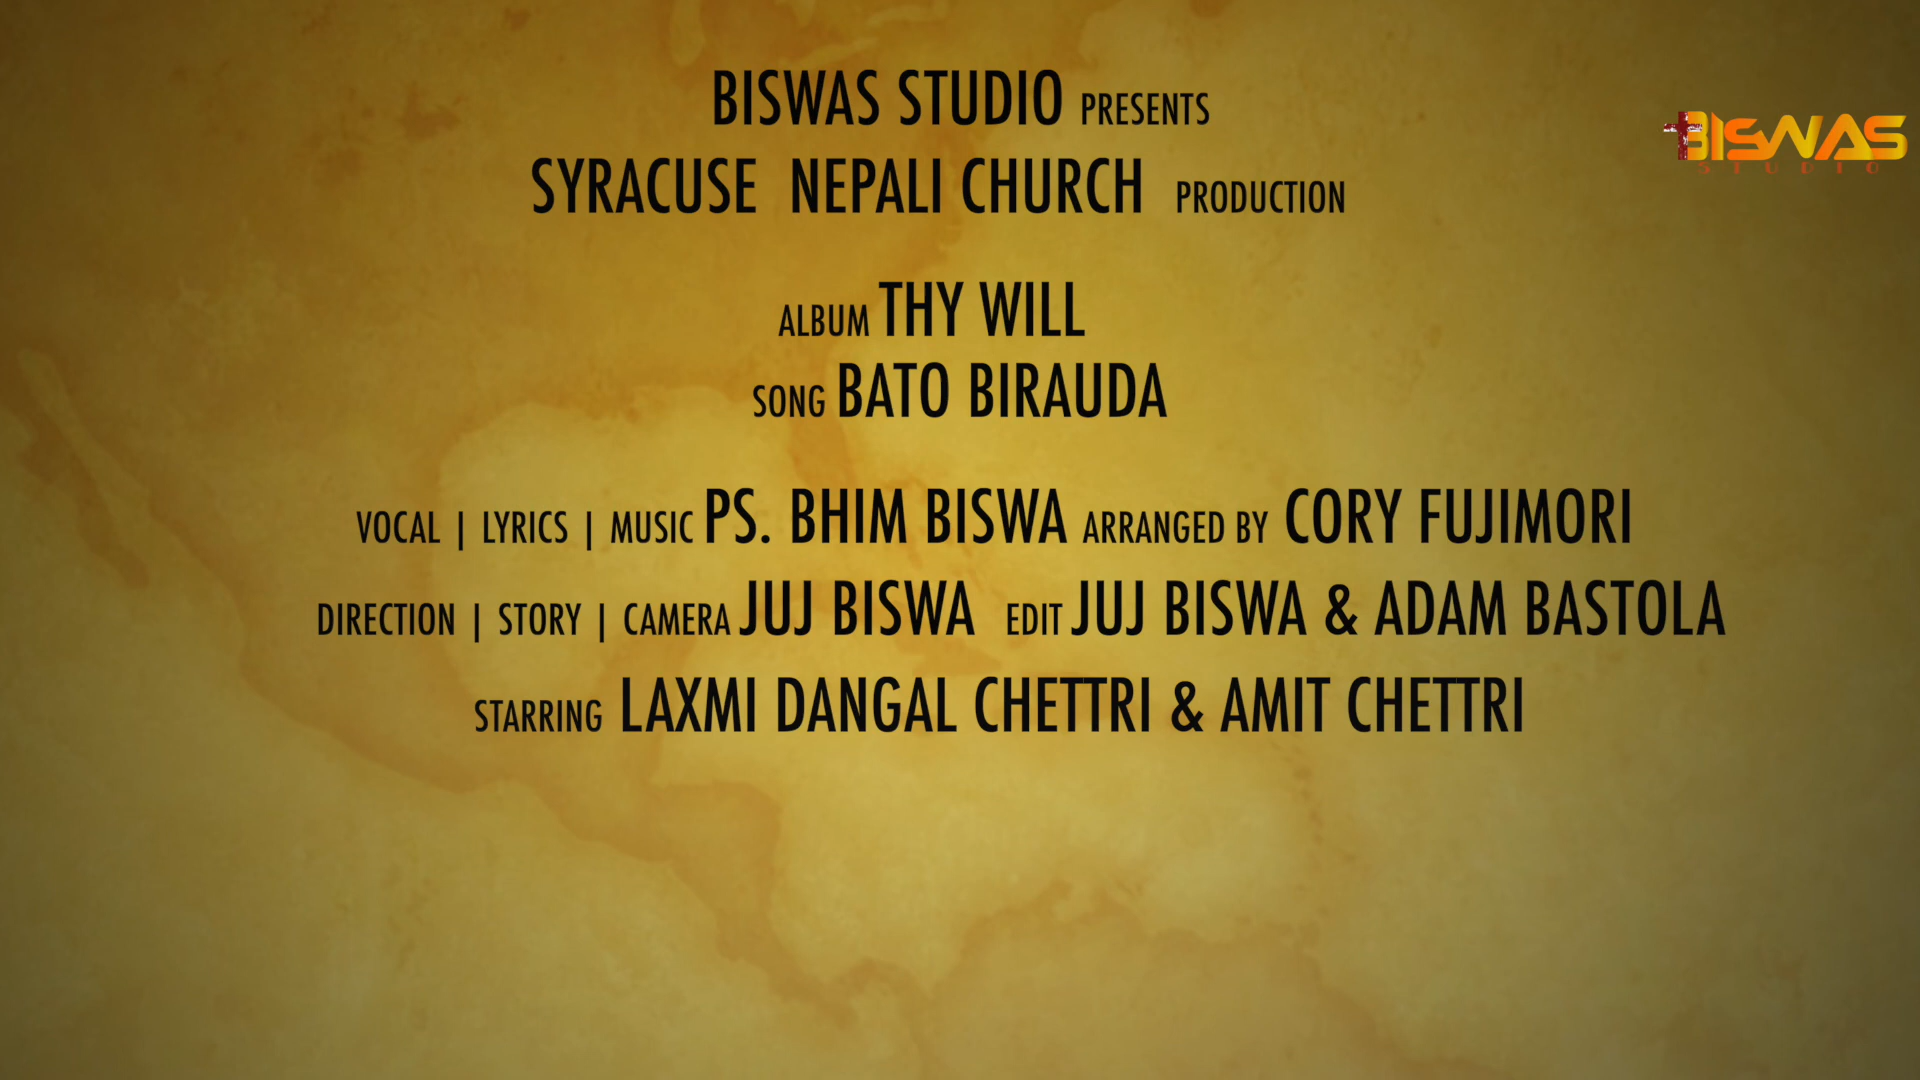 BISWAS STUDIO PRESENTS
SYRACUSE NEPALI CHURCH PRODUCTION
BISWAS
STUDIO
ALBUM THY WILL
SONG BATO BIRAUDA
VOCAL | LYRICS | MUSIC PS. BHIM BISWA ARRANGED BY CORY FUJIMORI
DIRECTION | STORY | CAMERA JUJ BISWA EDIT JUJ BISWA & ADAM BASTOLA
STARRING LAXMI DANGAL CHETTRI & AMIT CHETTRI